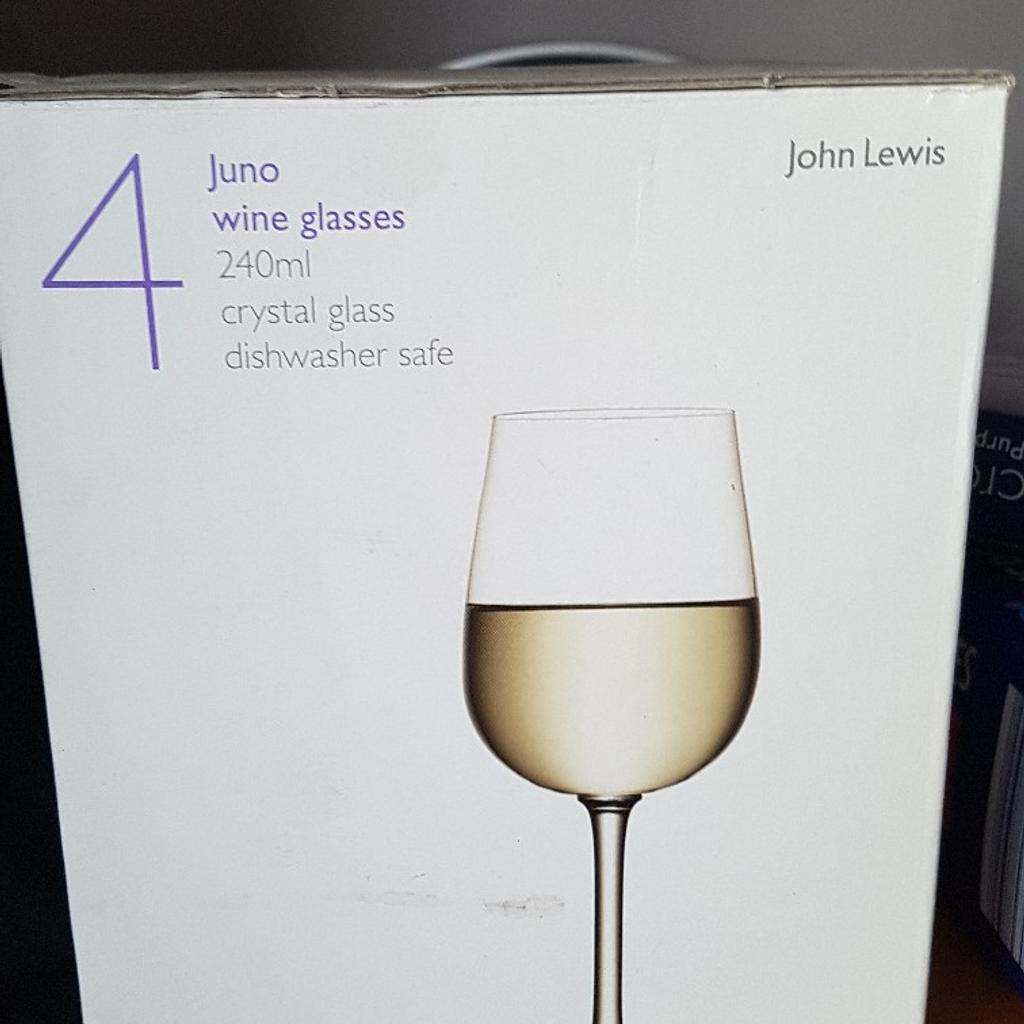 4
Juno
wine glasses
240ml
crystal glass
dishwasher safe
John Lewis